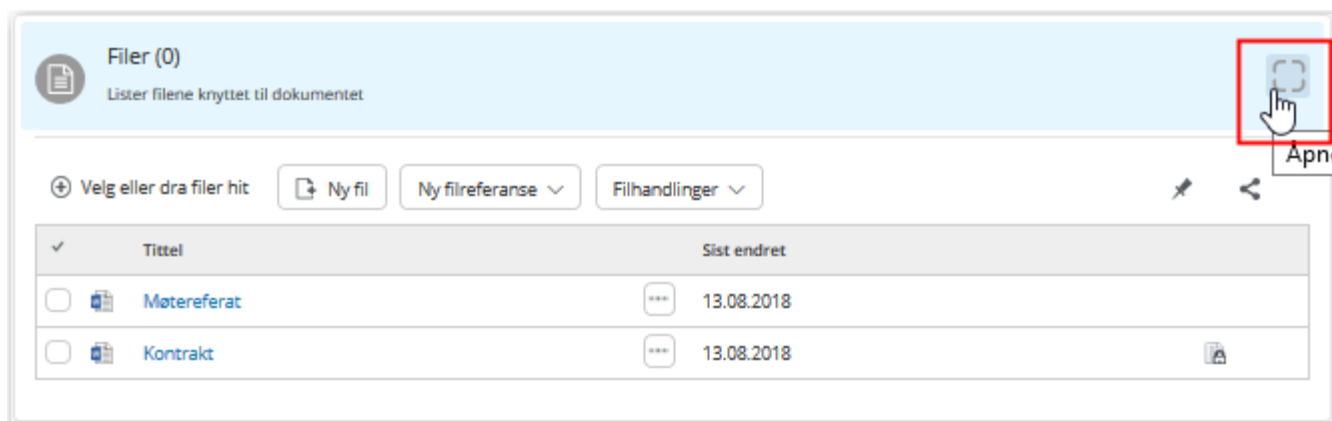 Filer (0)
Lister filene knyttet til dokumentet
Velg eller dra filer hit Ny fil Ny filreferanse Filhandlinger
Tittel Sist endret
Møtereferat 13.08.2018
Kontrakt 13.08.2018